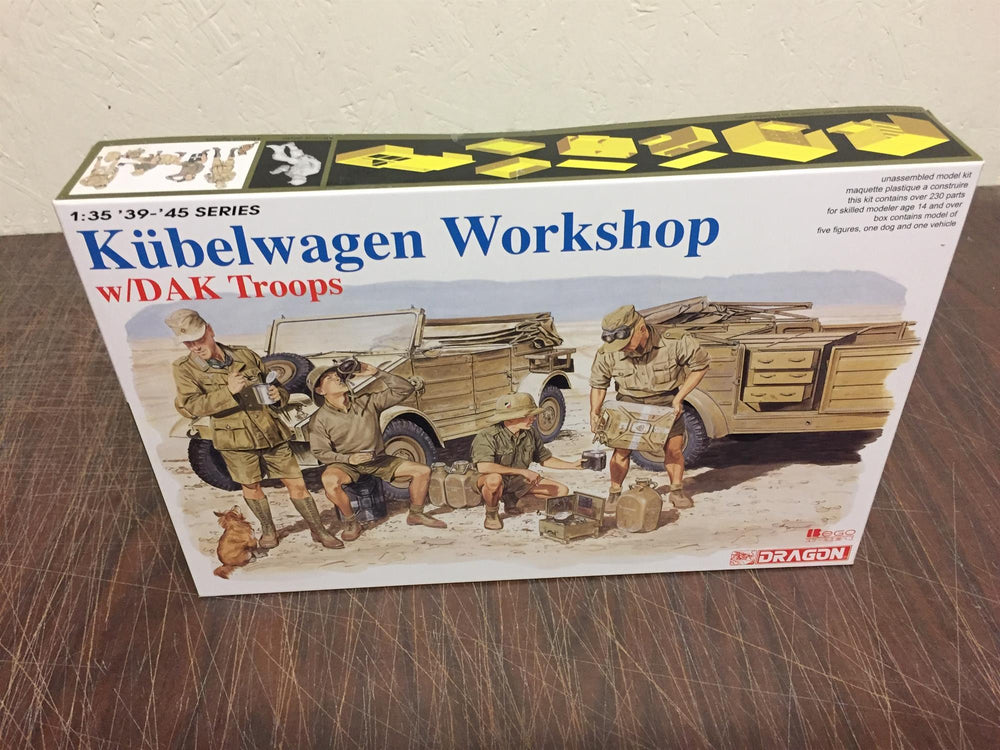 1:35 '39-'45 SERIES
Kübelwagen Workshop
w/DAK Troops
unassembled model kit
maquette plastique a construire
this kit contains over 230 parts
for skilled modeler age 14 and over
box contains model of
five figures, one dog and one vehicle
DRAGON